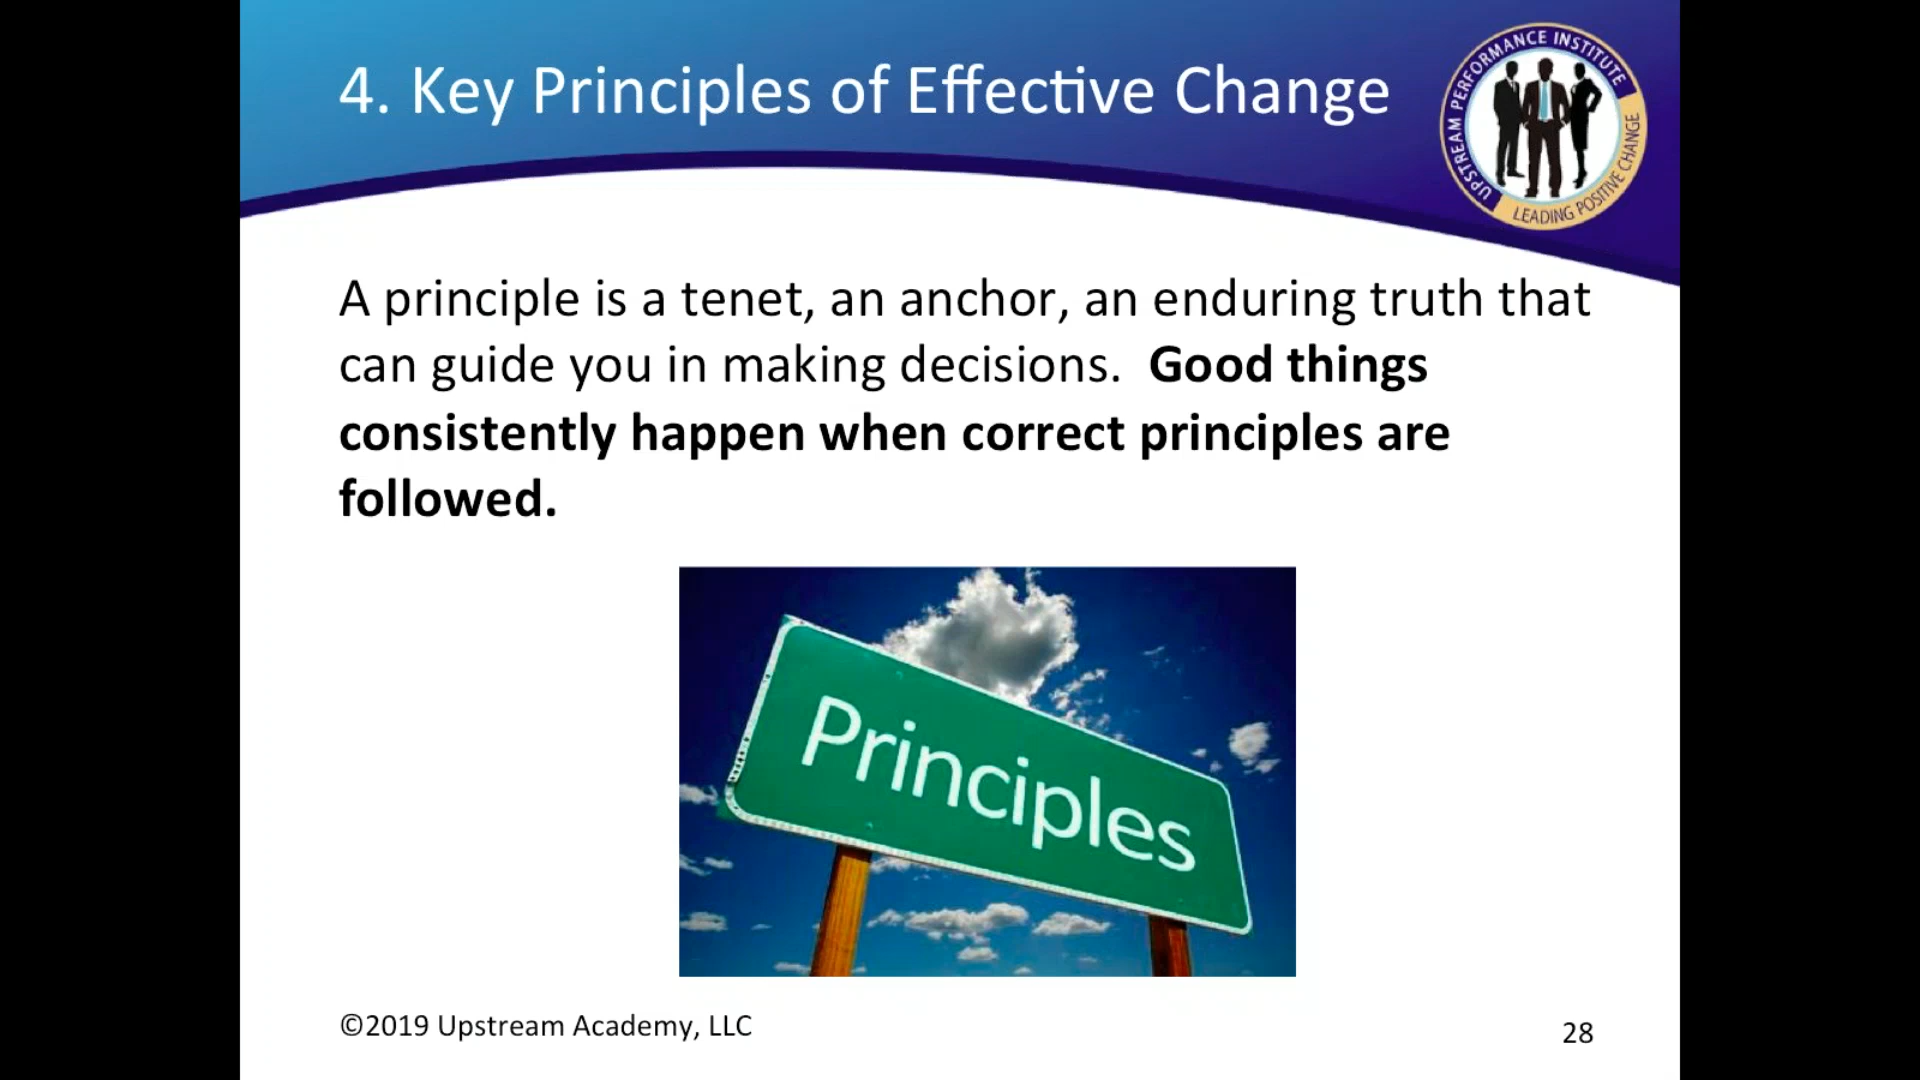 4. Key Principles of Effective Change
UPSTREAM PERFORMANCE INSTITUTE
LEADING POSITIVE CHANGE
A principle is a tenet, an anchor, an enduring truth that
can guide you in making decisions.  Good things
consistently happen when correct principles are
followed.
Principles
©2019 Upstream Academy, LLC
28